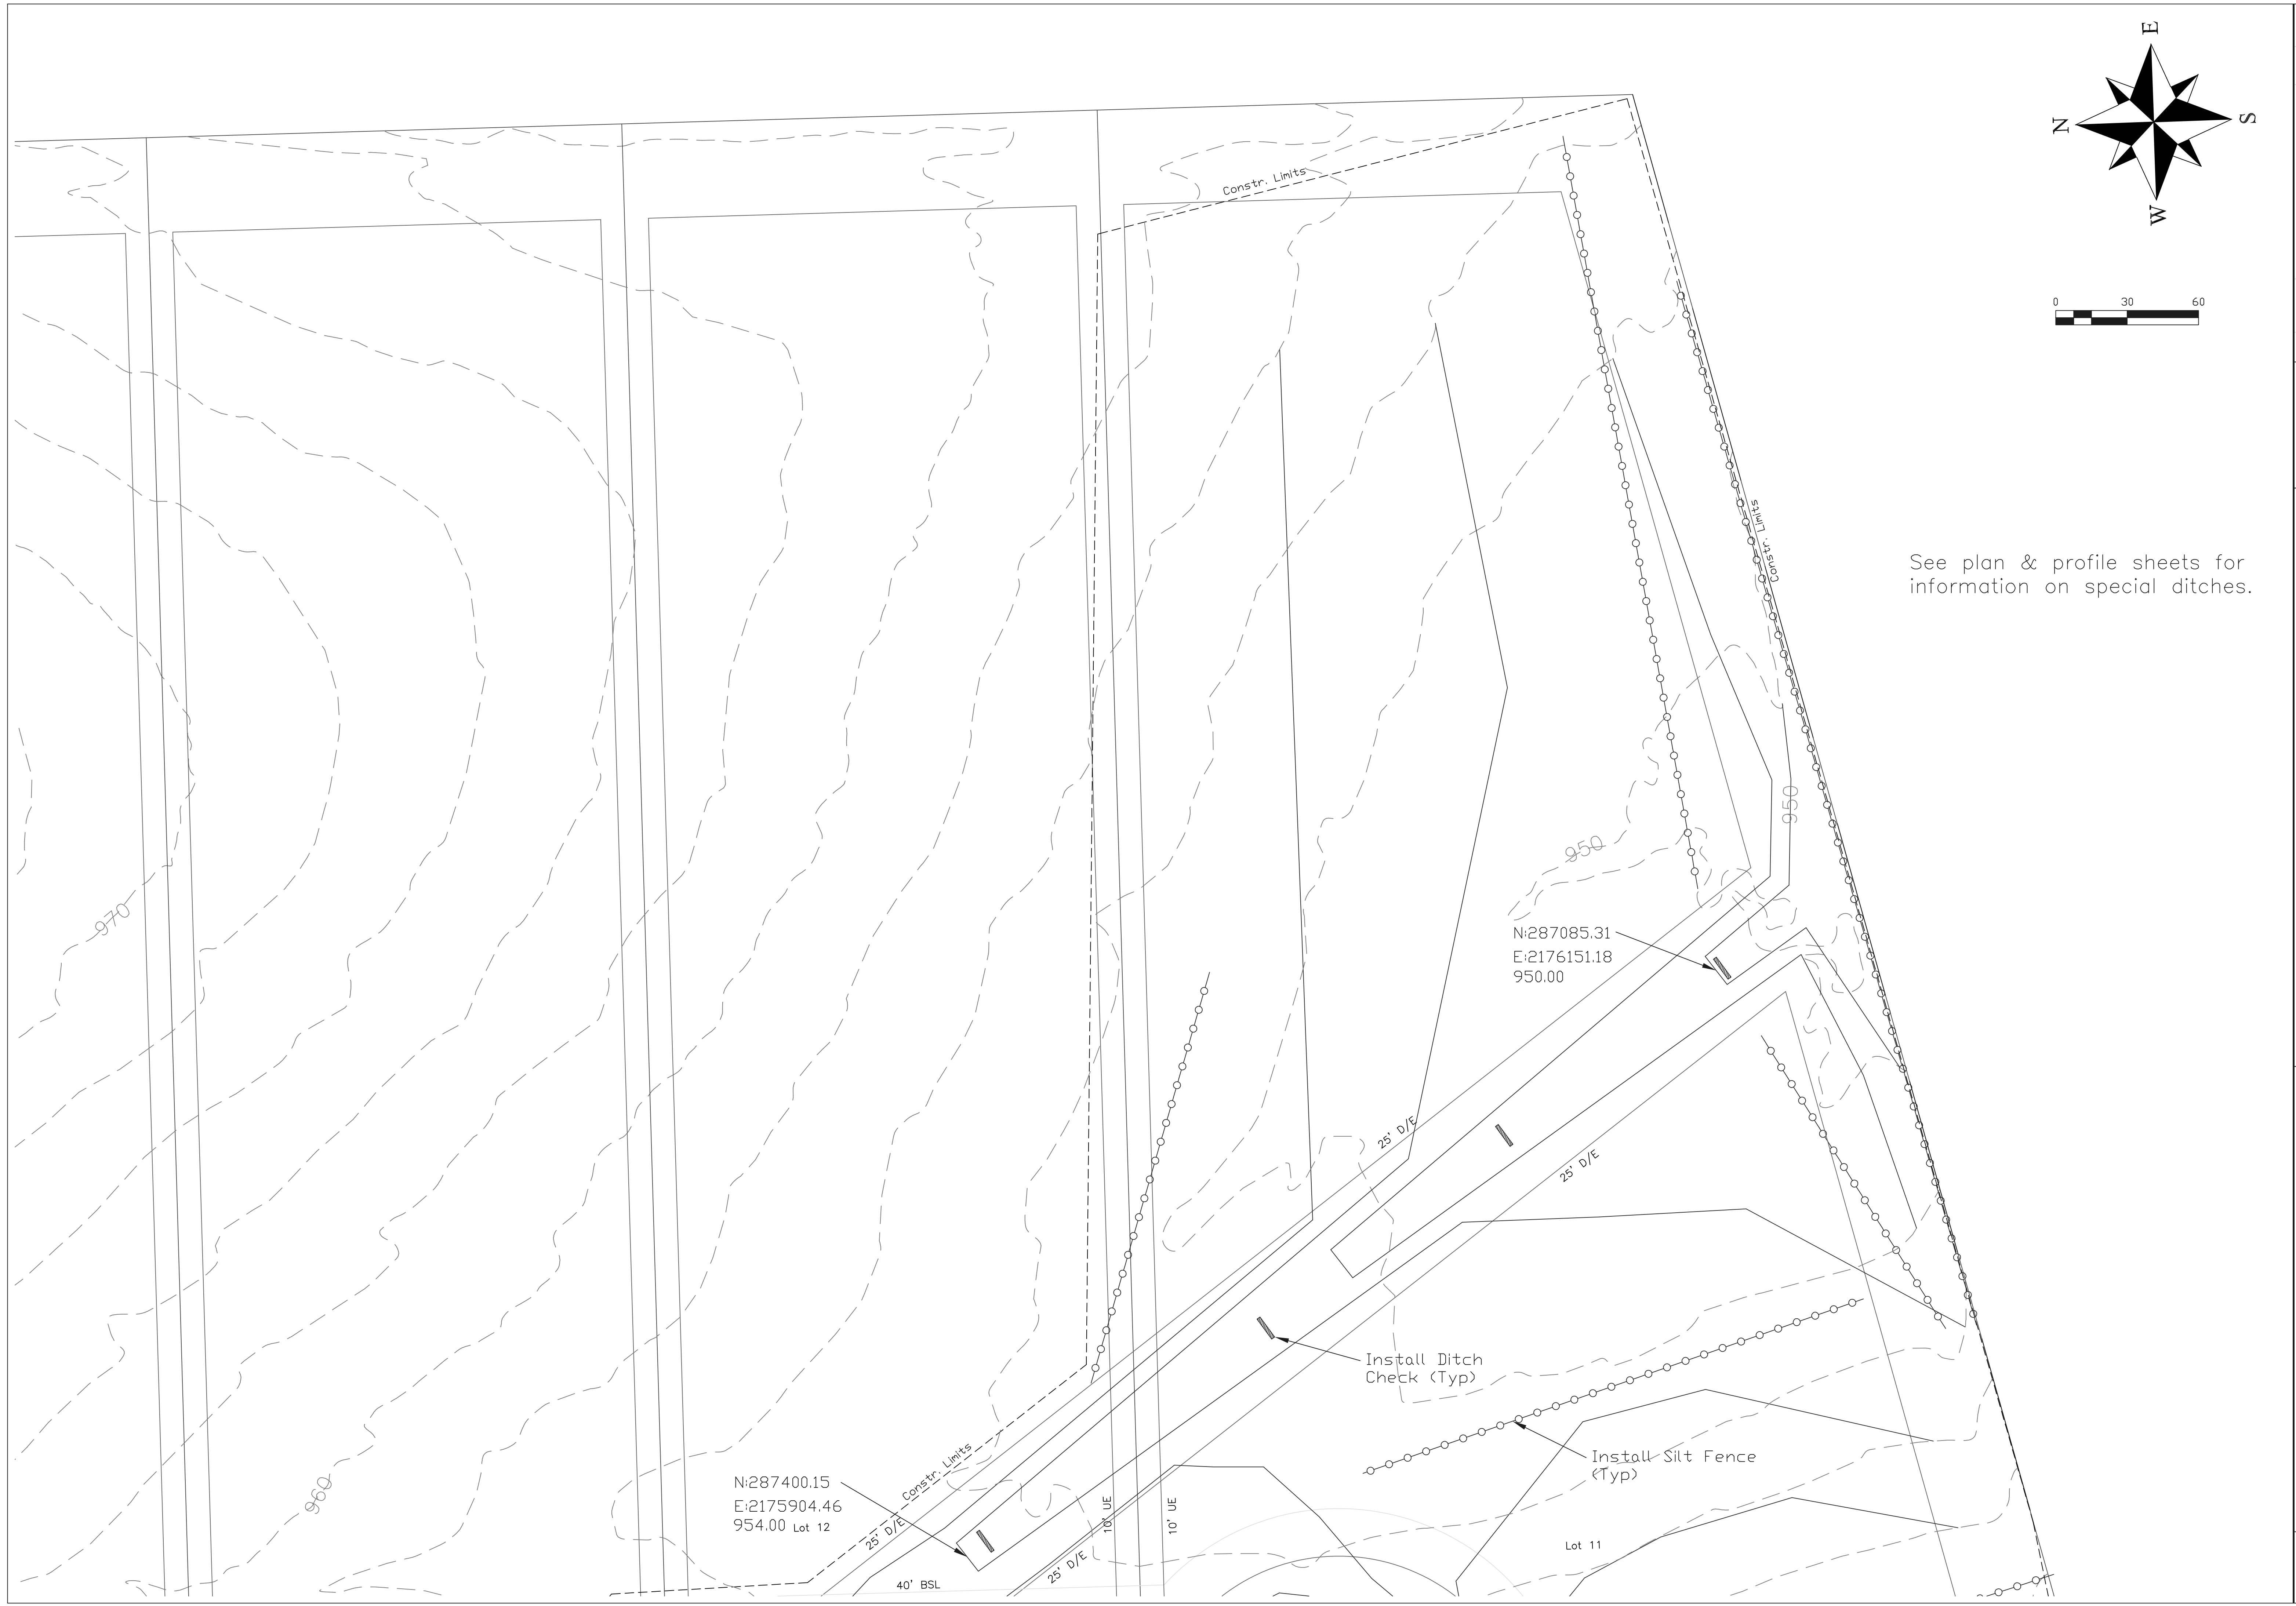 E
N
S
W
0 30 60
Constr. Limits
Constr. Limits
See plan & profile sheets for
information on special ditches.
950
950
970
N:287085.31
E:2176151.18
950.00
25' D/E
25' D/E
Install Ditch
Check (Typ)
Install Silt Fence
(Typ)
Constr. Limits
960
N:287400.15
E:2175904.46
954.00 Lot 12
25' D/E
10' UE
10' UE
25' D/E
Lot 11
40' BSL